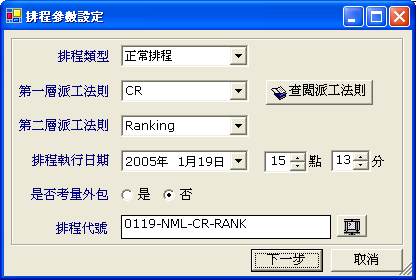 排程參數設定
排程類型 正常排程
第一層派工法則 CR 查閱派工法則
第二層派工法則 Ranking
排程執行日期 2005年 1月19日 15 點 13 分
是否考量外包 是 否
排程代號 0119-NML-CR-RANK
下一步 取消